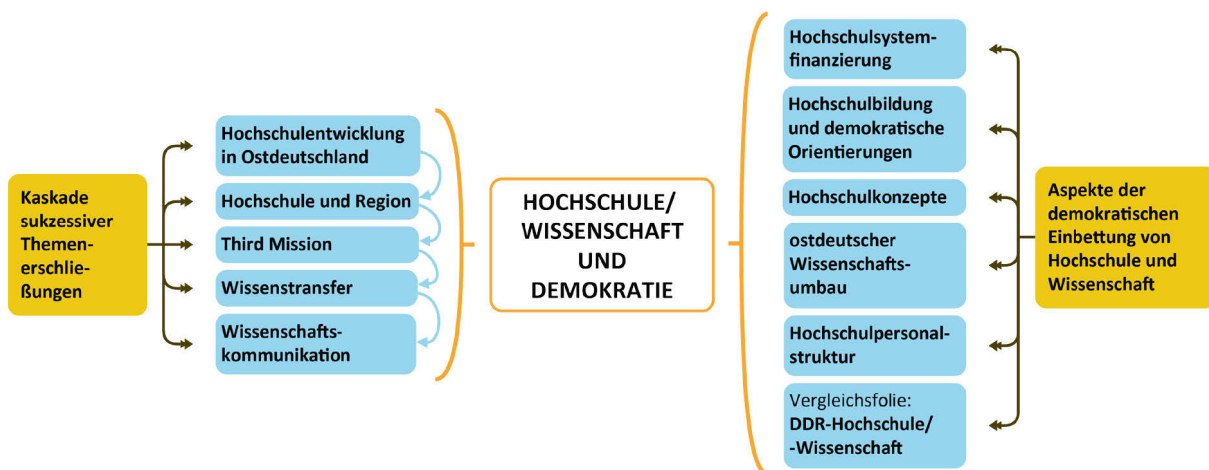 Kaskade
sukzessiver
Themen-
erschlie-
ßungen
Hochschulentwicklung
in Ostdeutschland
Hochschule und Region
Third Mission
Wissenstransfer
Wissenschafts-
kommunikation
HOCHSCHULE/
WISSENSCHAFT
UND
DEMOKRATIE
Hochschulsystem-
finanzierung
Hochschulbildung
und demokratische
Orientierungen
Hochschulkonzepte
ostdeutscher
Wissenschafts-
umbau
Hochschulpersonal-
struktur
Vergleichsfolie:
DDR-Hochschule/
-Wissenschaft
Aspekte der
demokratischen
Einbettung von
Hochschule und
Wissenschaft